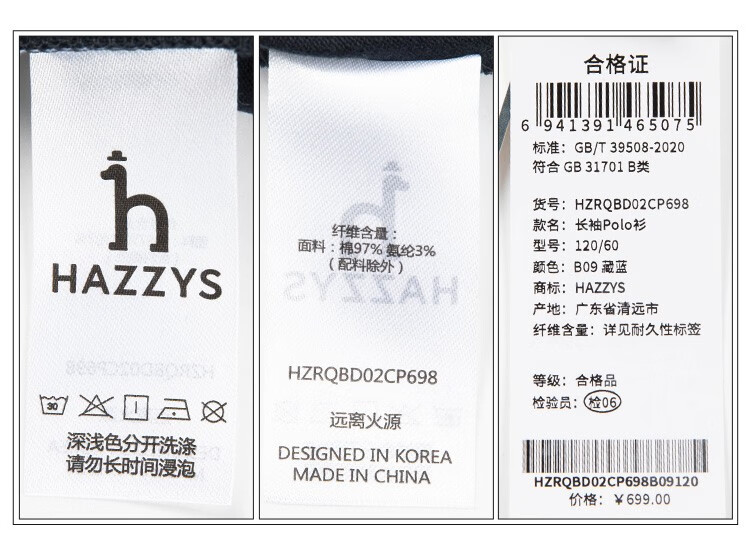 HAZZYS
30
深浅色分开洗涤
请勿长时间浸泡
纤维含量：
面料：棉97% 氨纶3%
（配料除外）
HZRQBD02CP698
远离火源
DESIGNED IN KOREA
MADE IN CHINA
合格证
6 941391 465075
标准：GB/T 39508-2020
符合 GB 31701 B类
货号：HZRQBD02CP698
款名：长袖Polo衫
型号：120/60
颜色：B09 藏蓝
商标：HAZZYS
产地：广东省清远市
纤维含量：详见耐久性标签
等级：合格品
检验员：检06
HZRQBD02CP698B09120
价格：￥699.00